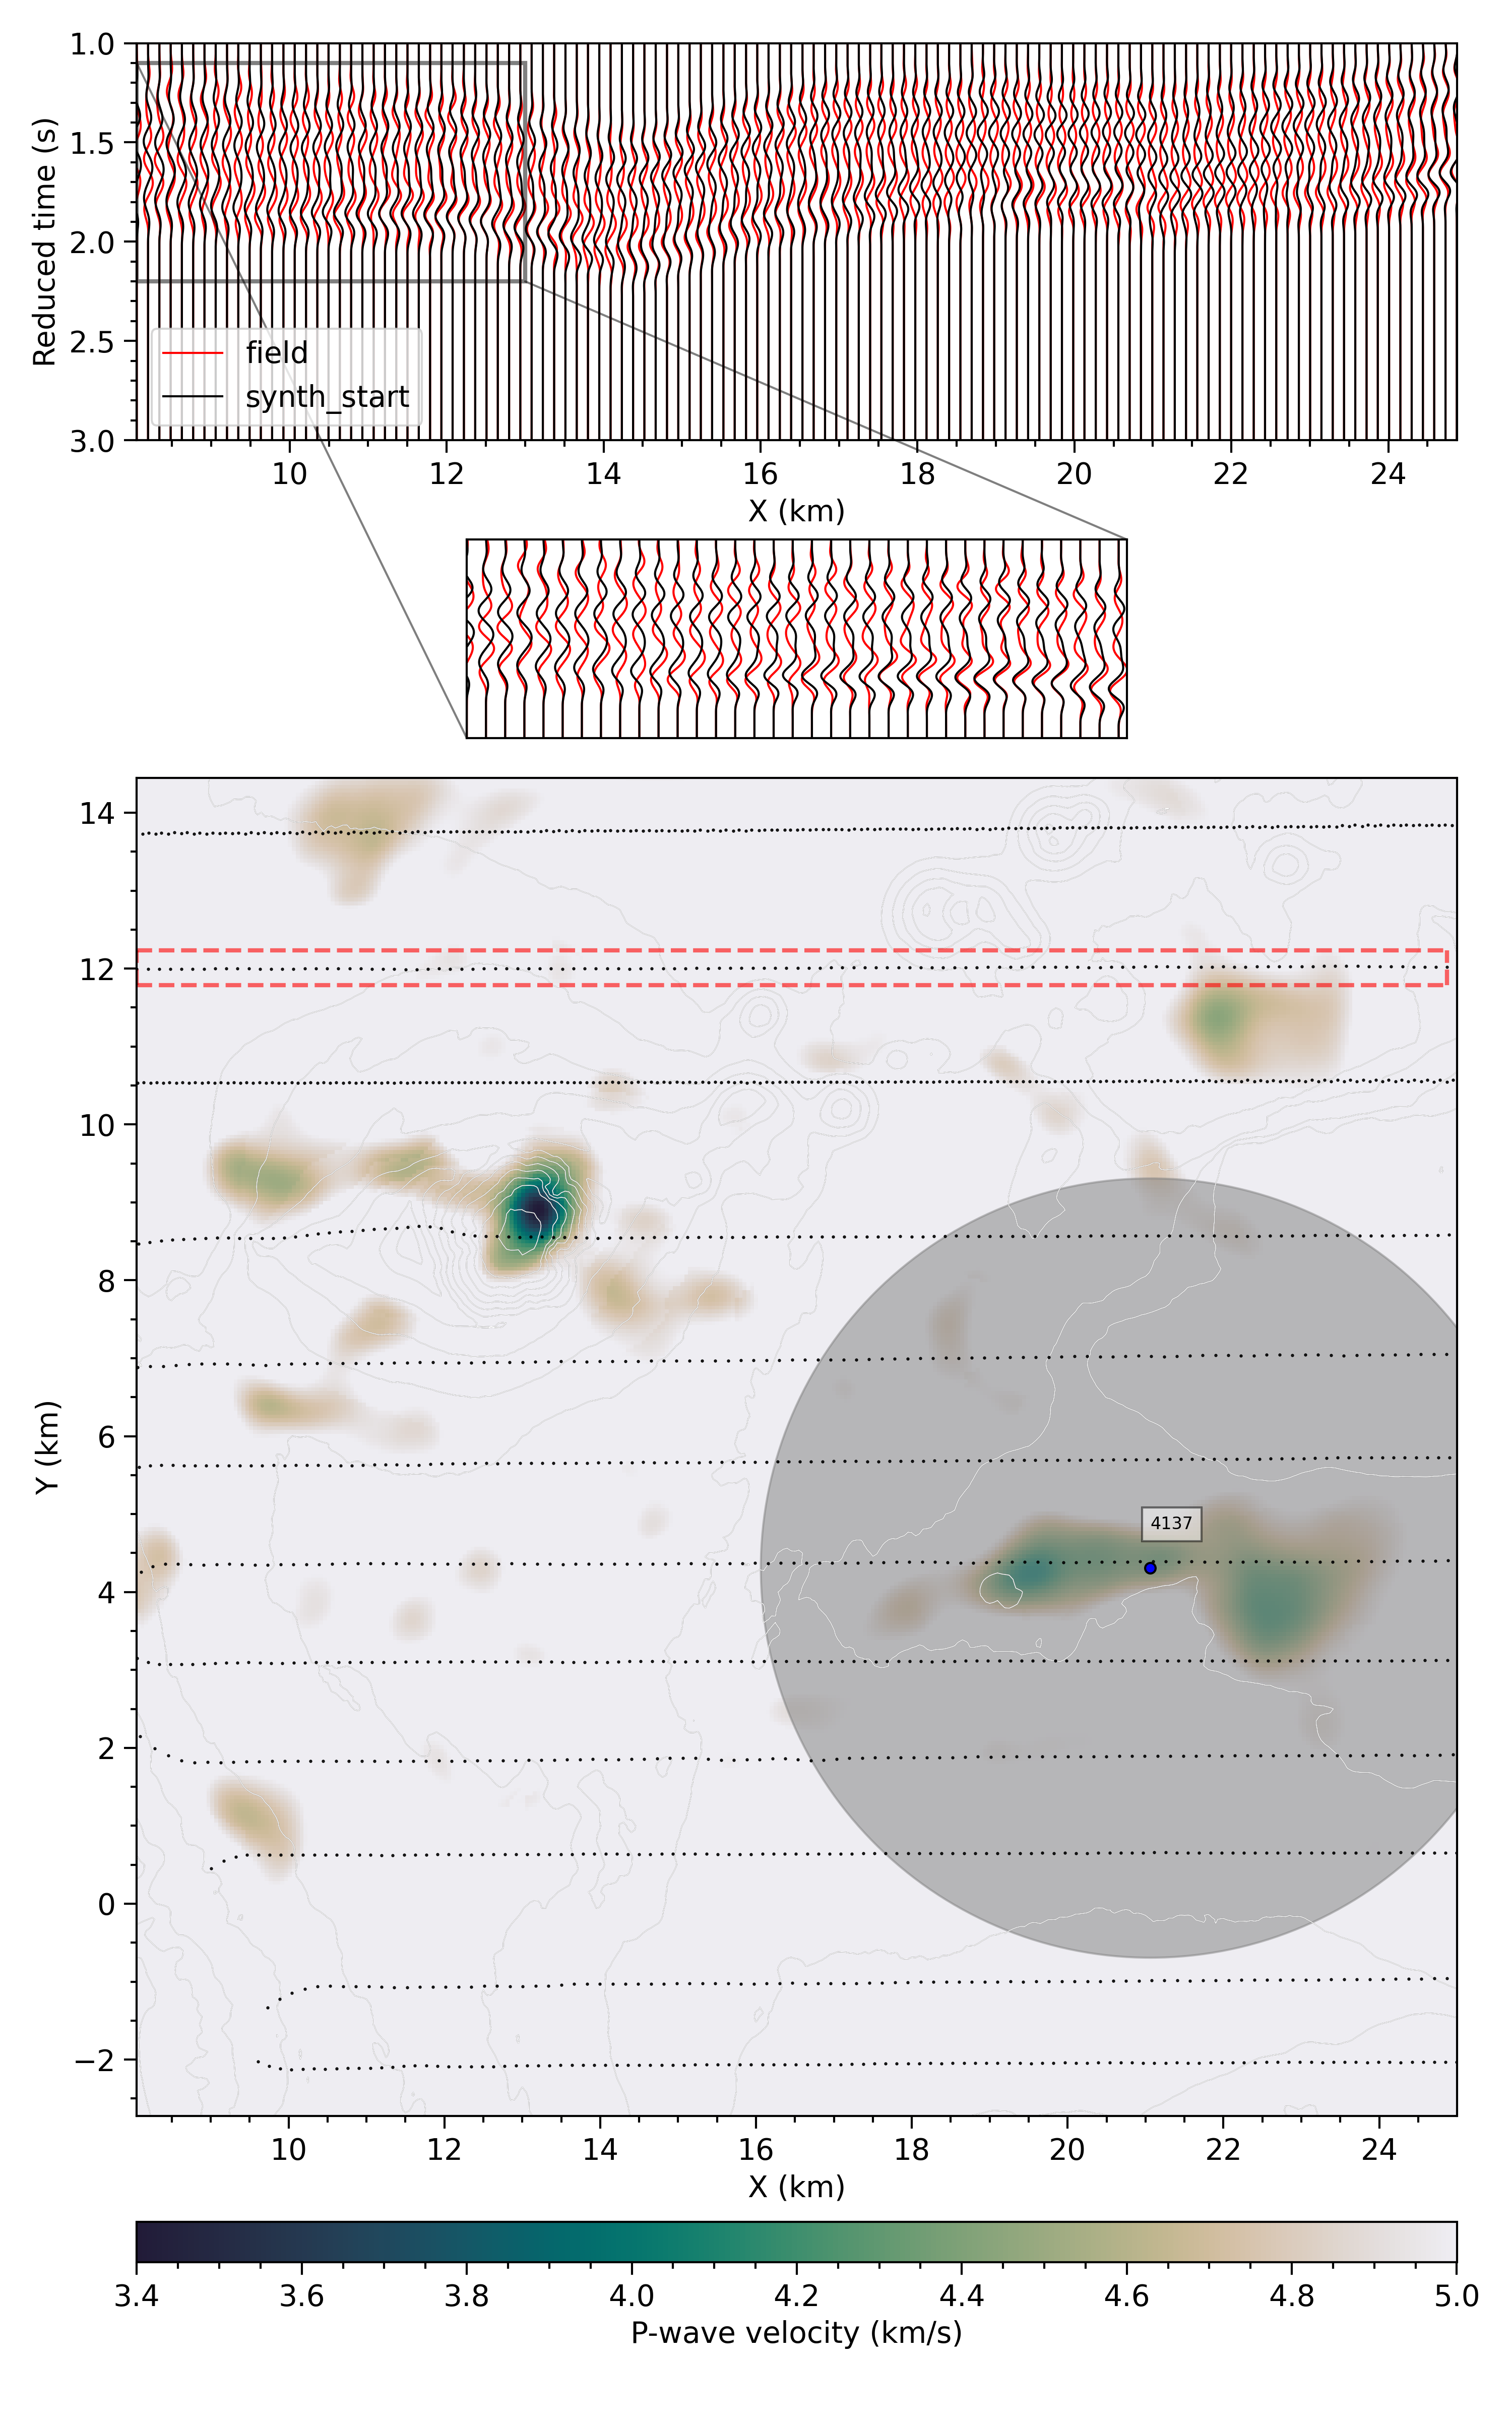 1.0
1.5
2.0
2.5
3.0
Reduced time (s)
field
synth_start
10 12 14 16 18 20 22 24
X (km)
14
12
10
8
6
4
2
0
−2
Y (km)
4137
10 12 14 16 18 20 22 24
X (km)
3.4 3.6 3.8 4.0 4.2 4.4 4.6 4.8 5.0
P-wave velocity (km/s)